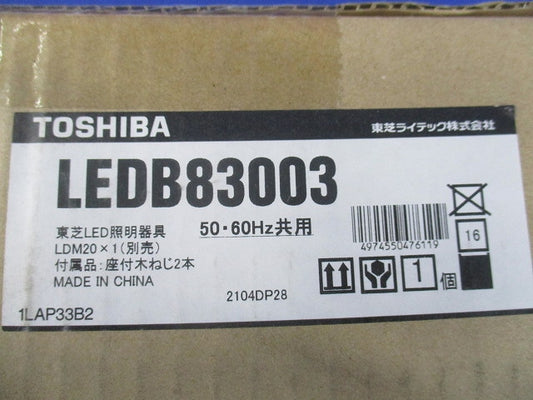 TOSHIBA
東芝ライテック株式会社
LEDB83003
東芝LED照明器具
50・60Hz共用
LDM20×1(別売)
付属品:座付木ねじ2本
MADE IN CHINA
4974550476119
16
1個
2104DP28
1LAP33B2